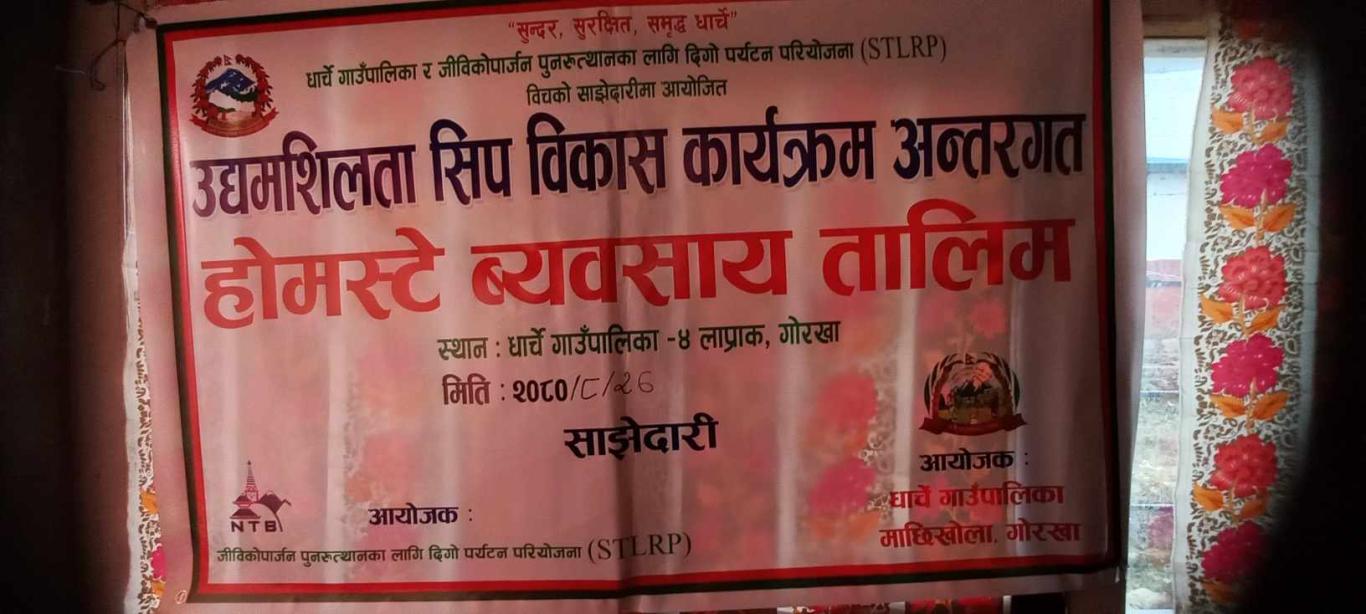 “सुन्दर, सुरक्षित, समृद्ध धार्चे”
धार्चे गाउँपालिका र जीविकोपार्जन पुनरुत्थानका लागि दिगो पर्यटन परियोजना (STLRP)
विचको साझेदारीमा आयोजित
उद्यमशिलता सिप विकास कार्यक्रम अन्तरगत
होमस्टे ब्यवसाय तालिम
स्थान : धार्चे गाउँपालिका -४ लाप्राक, गोरखा
मिति : २०८०/८/26
साझेदारी
NTB
आयोजक :
जीविकोपार्जन पुनरुत्थानका लागि दिगो पर्यटन परियोजना (STLRP)
आयोजक :
धार्चे गाउँपालिका
माछिखोला, गोरखा